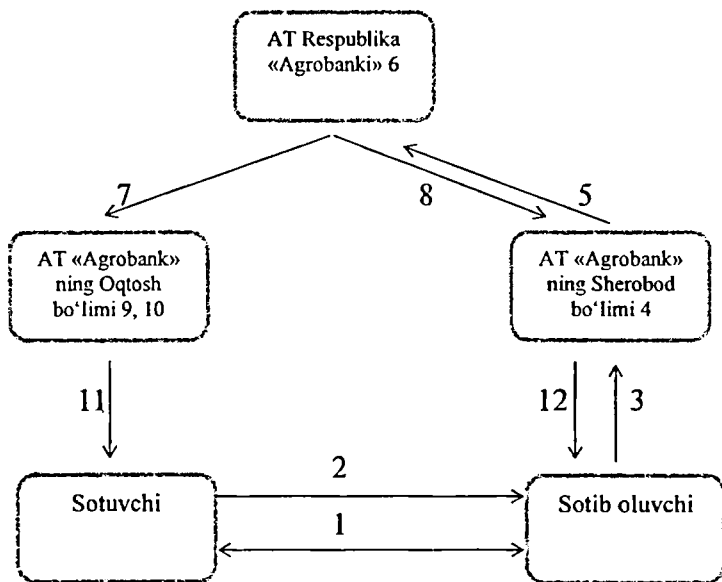 AT Respublika
«Agrobanki» 6
7
8
5
AT «Agrobank»
ning Oqtosh
bo‘limi 9, 10
AT «Agrobank»
ning Sherobod
bo‘limi 4
11
12
3
2
Sotuvchi
Sotib oluvchi
1